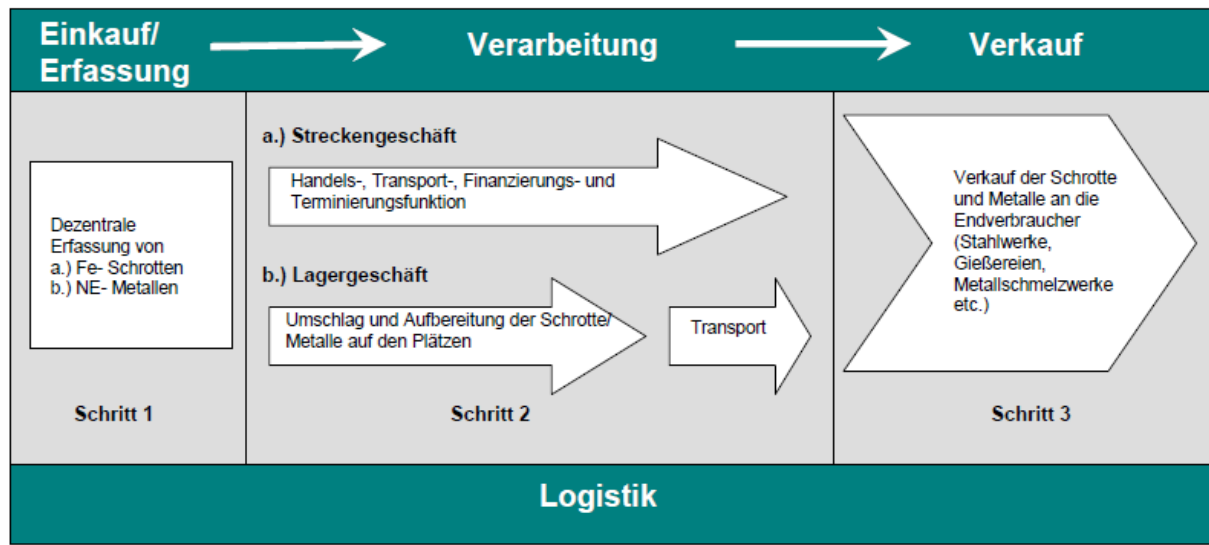 Einkauf/
Erfassung
Verarbeitung
Verkauf
Dezentrale
Erfassung von
a.) Fe- Schrotten
b.) NE- Metallen
Schritt 1
a.) Streckengeschäft
Handels-, Transport-, Finanzierungs- und
Terminierungsfunktion
b.) Lagergeschäft
Umschlag und Aufbereitung der Schrotte/
Metalle auf den Plätzen
Transport
Schritt 2
Verkauf der Schrotte
und Metalle an die
Endverbraucher
(Stahlwerke,
Gießereien,
Metallschmelzwerke
etc.)
Schritt 3
Logistik